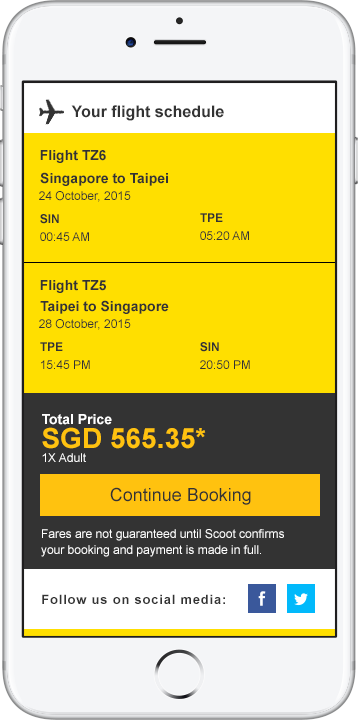 Your flight schedule
Flight TZ6
Singapore to Taipei
24 October, 2015
SIN TPE
00:45 AM 05:20 AM
Flight TZ5
Taipei to Singapore
28 October, 2015
TPE SIN
15:45 PM 20:50 PM
Total Price
SGD 565.35*
1X Adult
Continue Booking
Fares are not guaranteed until Scoot confirms
your booking and payment is made in full.
Follow us on social media: